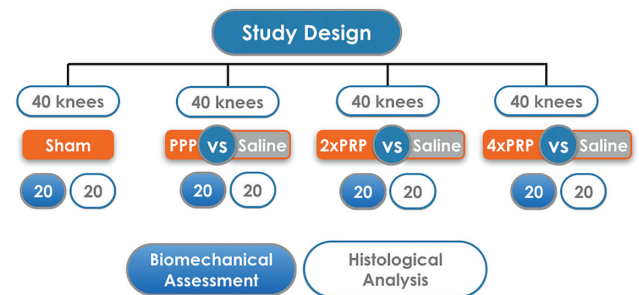 Study Design
40 knees 40 knees 40 knees 40 knees
Sham PPP vs Saline 2xPRP vs Saline 4xPRP vs Saline
20 20 20 20 20 20 20 20
Biomechanical Assessment
Histological Analysis